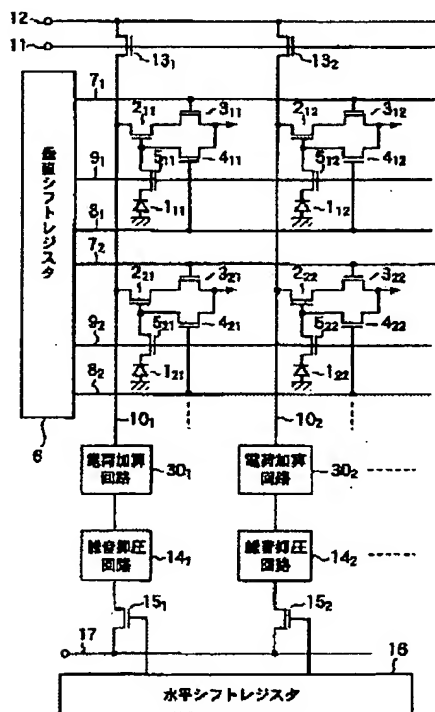 12
11
13₁ 13₂
7₁
2₁₁ 3₁₁ 2₁₂ 3₁₂
5₁₁ 4₁₁ 5₁₂ 4₁₂
9₁
1₁₁ 1₁₂
8₁
7₂
2₂₁ 3₂₁ 2₂₂ 3₂₂
5₂₁ 4₂₁ 5₂₂ 4₂₂
9₂
1₂₁ 1₂₂
8₂
垂直シフトレジスタ
6
10₁ 10₂
電荷加算
回路
30₁
電荷加算
回路
30₂
雑音抑圧
回路
14₁
雑音抑圧
回路
14₂
15₁ 15₂
17
16
水平シフトレジスタ